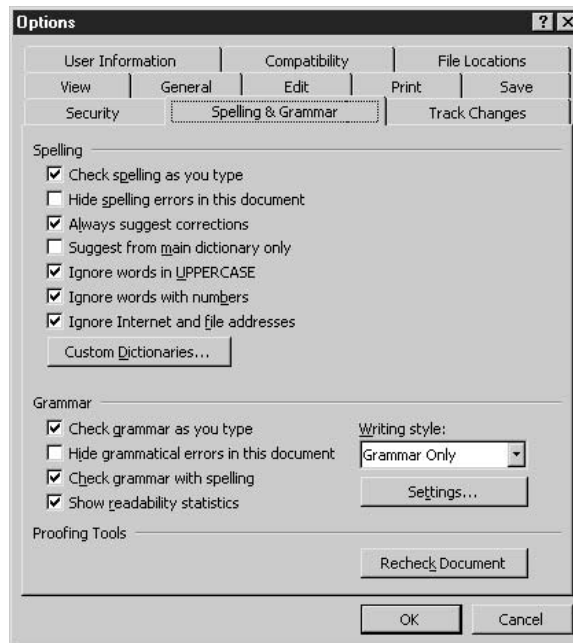 Options
User Information Compatibility File Locations
View General Edit Print Save
Security Spelling & Grammar Track Changes
Spelling
Check spelling as you type
Hide spelling errors in this document
Always suggest corrections
Suggest from main dictionary only
Ignore words in UPPERCASE
Ignore words with numbers
Ignore Internet and file addresses
Custom Dictionaries...
Grammar
Check grammar as you type
Writing style:
Hide grammatical errors in this document
Grammar Only
Check grammar with spelling
Settings...
Show readability statistics
Proofing Tools
Recheck Document
OK Cancel